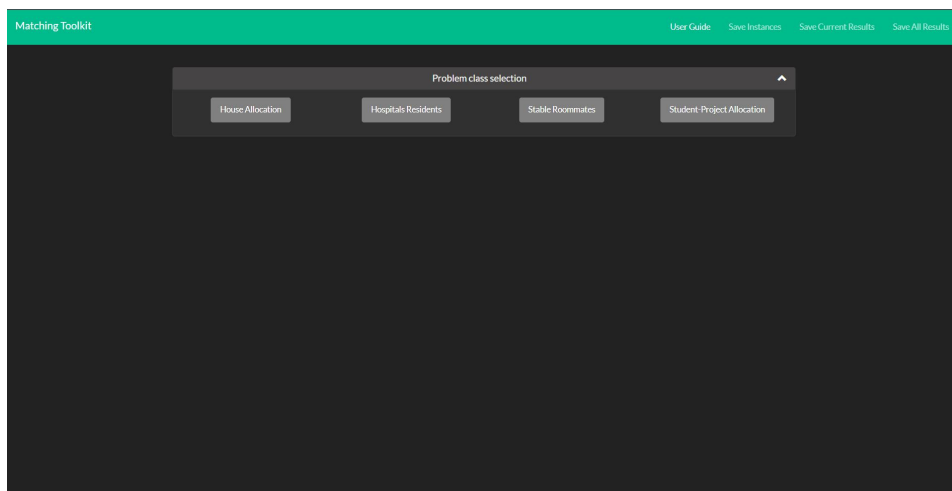 Matching Toolkit User Guide Save Instances Save Current Results Save All Results
Problem class selection
House Allocation Hospitals Residents Stable Roommates Student-Project Allocation